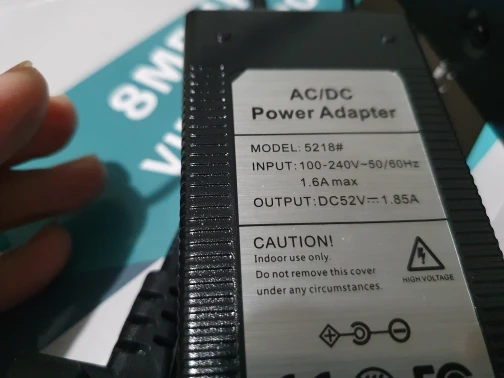 8M
AC/DC
Power Adapter
MODEL: 5218#
INPUT: 100-240V~50/60Hz
1.6A max
OUTPUT: DC52V⎓1.85A
CAUTION!
Indoor use only.
Do not remove this cover
under any circumstances.
HIGH VOLTAGE